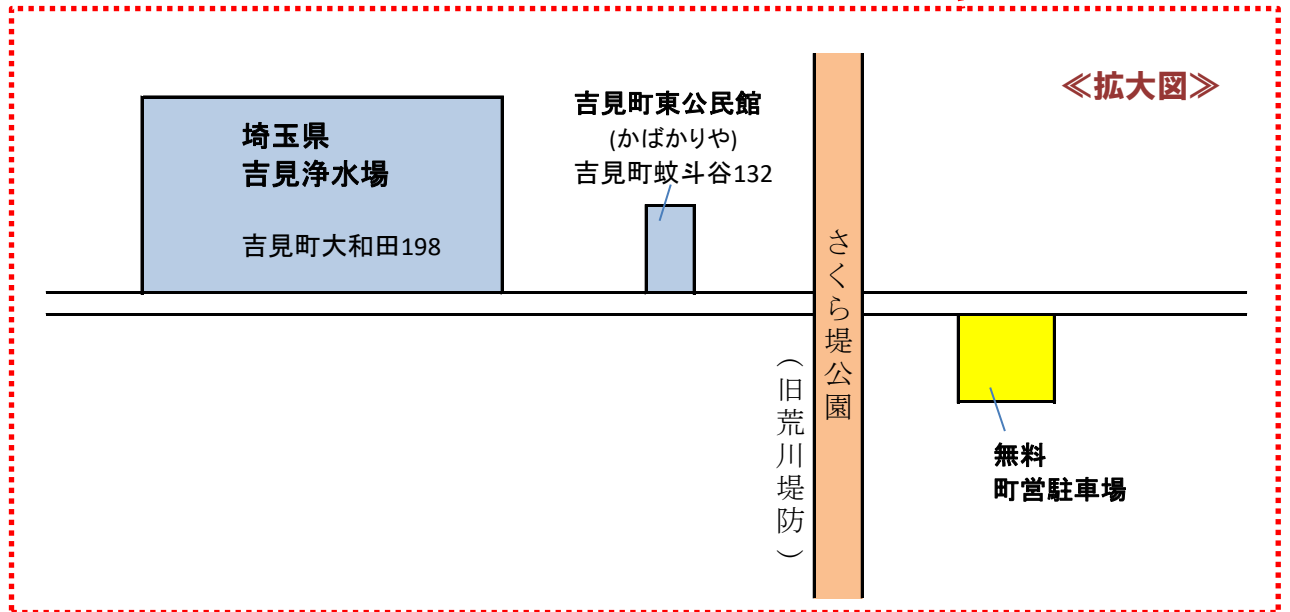 ≪拡大図≫
埼玉県
吉見浄水場
吉見町大和田198
吉見町東公民館
(かばかりや)
吉見町蚊斗谷132
さくら堤公園
（旧荒川堤防）
無料
町営駐車場